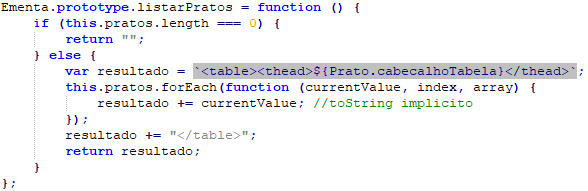 Ementa.prototype.listarPratos = function () {
if (this.pratos.length === 0) {
return "";
} else {
var resultado = `<table><thead>${Prato.cabecalhoTabela}</thead>`;
this.pratos.forEach(function (currentValue, index, array) {
resultado += currentValue; //toString implicito
});
resultado += "</table>";
return resultado;
}
};